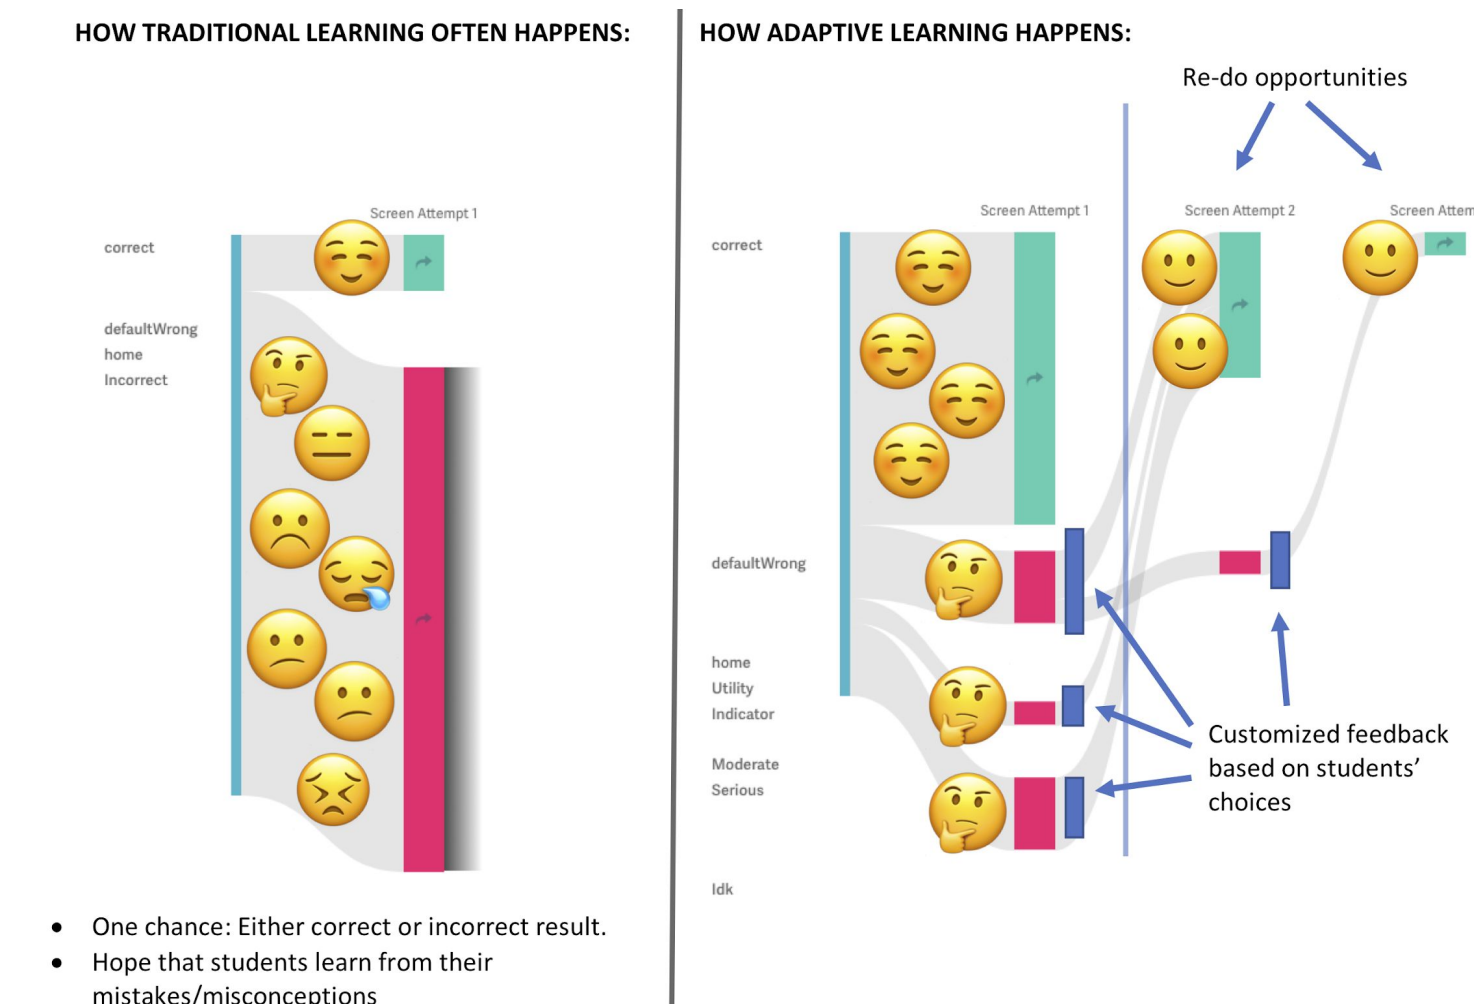 HOW TRADITIONAL LEARNING OFTEN HAPPENS:
Screen Attempt 1
correct
defaultWrong
home
Incorrect
• One chance: Either correct or incorrect result.
• Hope that students learn from their
mistakes/misconceptions
HOW ADAPTIVE LEARNING HAPPENS:
Re-do opportunities
Screen Attempt 1
Screen Attempt 2
Screen Attem
correct
defaultWrong
home
Utility
Indicator
Moderate
Serious
Idk
Customized feedback
based on students’
choices